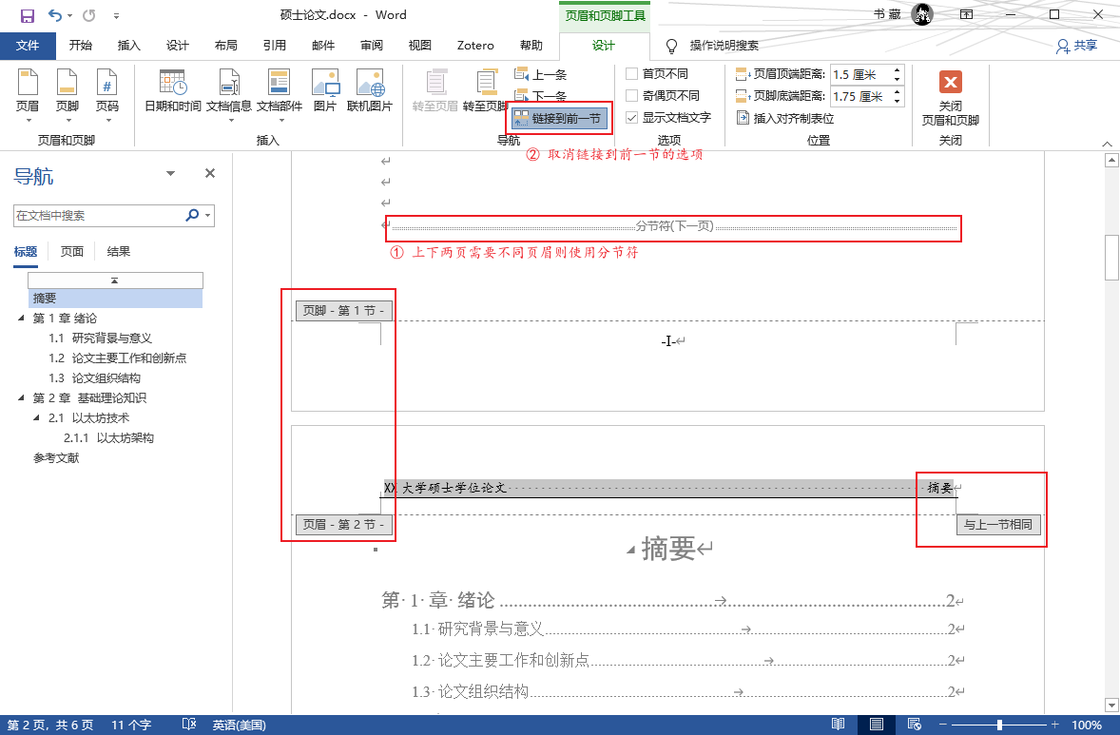 硕士论文.docx - Word
页眉和页脚工具
书 藏
文件 开始 插入 设计 布局 引用 邮件 审阅 视图 Zotero 帮助 设计 操作说明搜索 共享
页眉 页脚 页码
页眉和页脚
日期和时间 文档信息 文档部件 图片 联机图片
插入
转至页眉 转至页脚
上一条
下一条
链接到前一节
导航
首页不同
奇偶页不同
显示文档文字
选项
页眉顶端距离: 1.5 厘米
页脚底端距离: 1.75 厘米
插入对齐制表位
位置
关闭
页眉和页脚
关闭
② 取消链接到前一节的选项
导航
在文档中搜索
标题 页面 结果
摘要
第 1 章 绪论
1.1 研究背景与意义
1.2 论文主要工作和创新点
1.3 论文组织结构
第 2 章 基础理论知识
2.1 以太坊技术
2.1.1 以太坊架构
参考文献
分节符(下一页)
① 上下两页需要不同页眉则使用分节符
页脚 - 第 1 节 -
-I-
XX 大学硕士学位论文 摘要
页眉 - 第 2 节 -
与上一节相同
摘要
第 1 章 绪论 2
1.1 研究背景与意义 2
1.2 论文主要工作和创新点 2
1.3 论文组织结构 2
第 2 页，共 6 页 11 个字 英语(美国) 100%